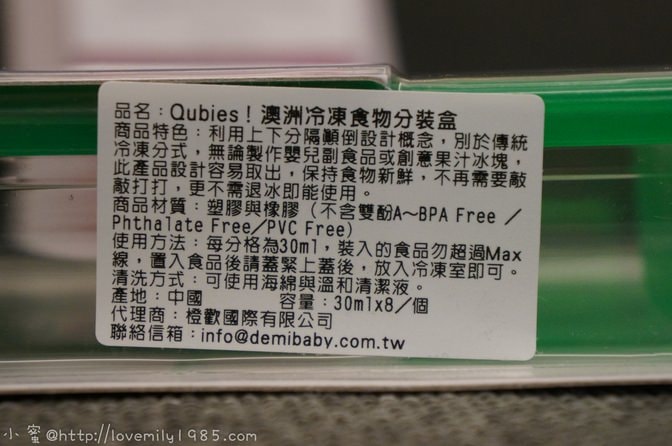 品名：Qubies！澳洲冷凍食物分裝盒
商品特色：利用上下分隔顛倒設計概念，別於傳統
冷凍分式，無論製作嬰兒副食品或創意果汁冰塊，
此產品設計容易取出，保持食物新鮮，不再需要敲
敲打打，更不需退冰即能使用。
商品材質：塑膠與橡膠（不含雙酚A～BPA Free ／
Phthalate Free／PVC Free）
使用方法：每分格為30ml，裝入的食品勿超過Max
線，置入食品後請蓋緊上蓋後，放入冷凍室即可。
清洗方式：可使用海綿與溫和清潔液。
產地：中國 容量：30mlx8／個
代理商：橙歡國際有限公司
聯絡信箱：info@demibaby.com.tw
小蜜@http://lovemily1985.com